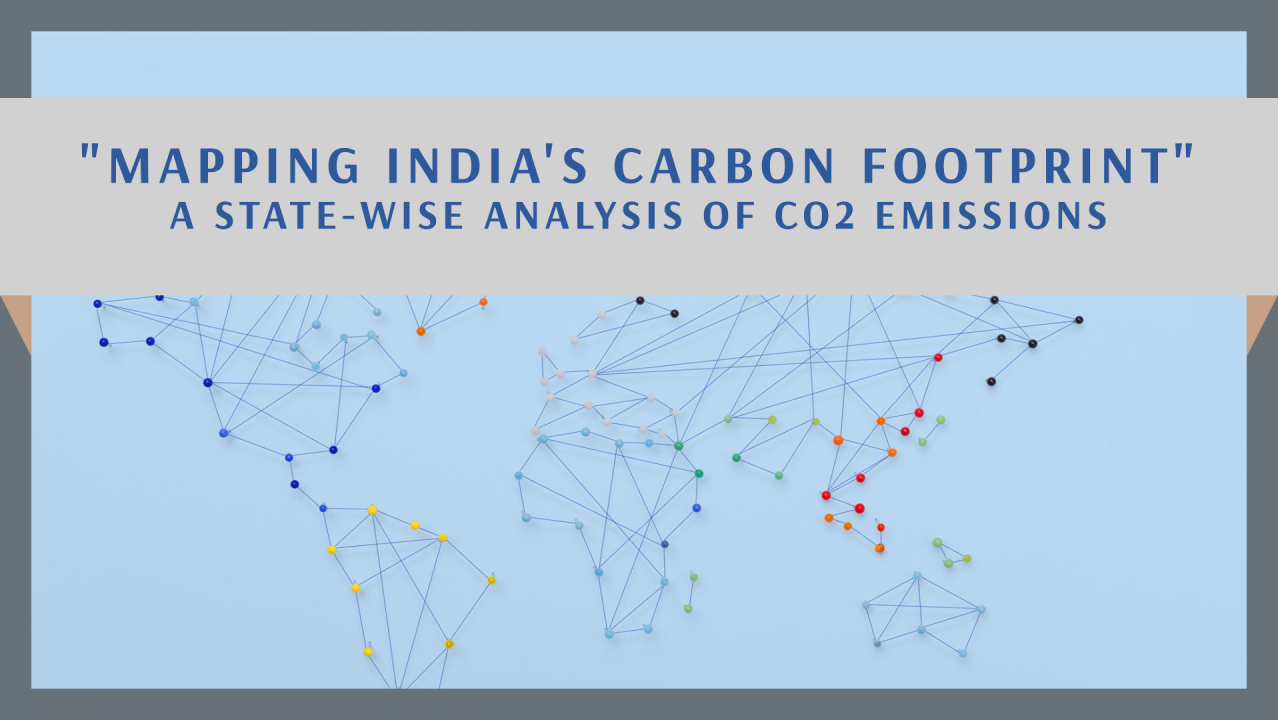 "MAPPING INDIA'S CARBON FOOTPRINT"
A STATE-WISE ANALYSIS OF CO2 EMISSIONS